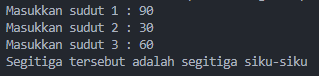 Masukkan sudut 1 : 90
Masukkan sudut 2 : 30
Masukkan sudut 3 : 60
Segitiga tersebut adalah segitiga siku-siku